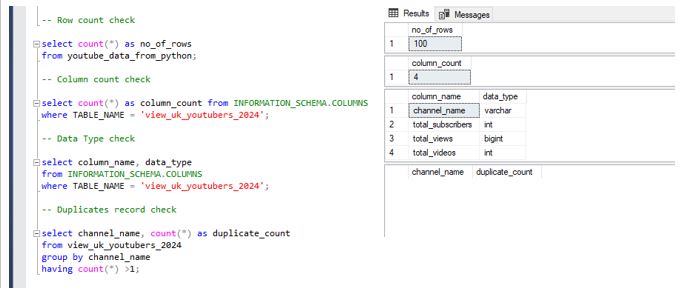 -- Row count check
select count(*) as no_of_rows
from youtube_data_from_python;
-- Column count check
select count(*) as column_count from INFORMATION_SCHEMA.COLUMNS
where TABLE_NAME = 'view_uk_youtubers_2024';
-- Data Type check
select column_name, data_type
from INFORMATION_SCHEMA.COLUMNS
where TABLE_NAME = 'view_uk_youtubers_2024';
-- Duplicates record check
select channel_name, count(*) as duplicate_count
from view_uk_youtubers_2024
group by channel_name
having count(*) >1;
Results Messages
no_of_rows
1 100
column_count
1 4
column_name data_type
1 channel_name varchar
2 total_subscribers int
3 total_views bigint
4 total_videos int
channel_name duplicate_count